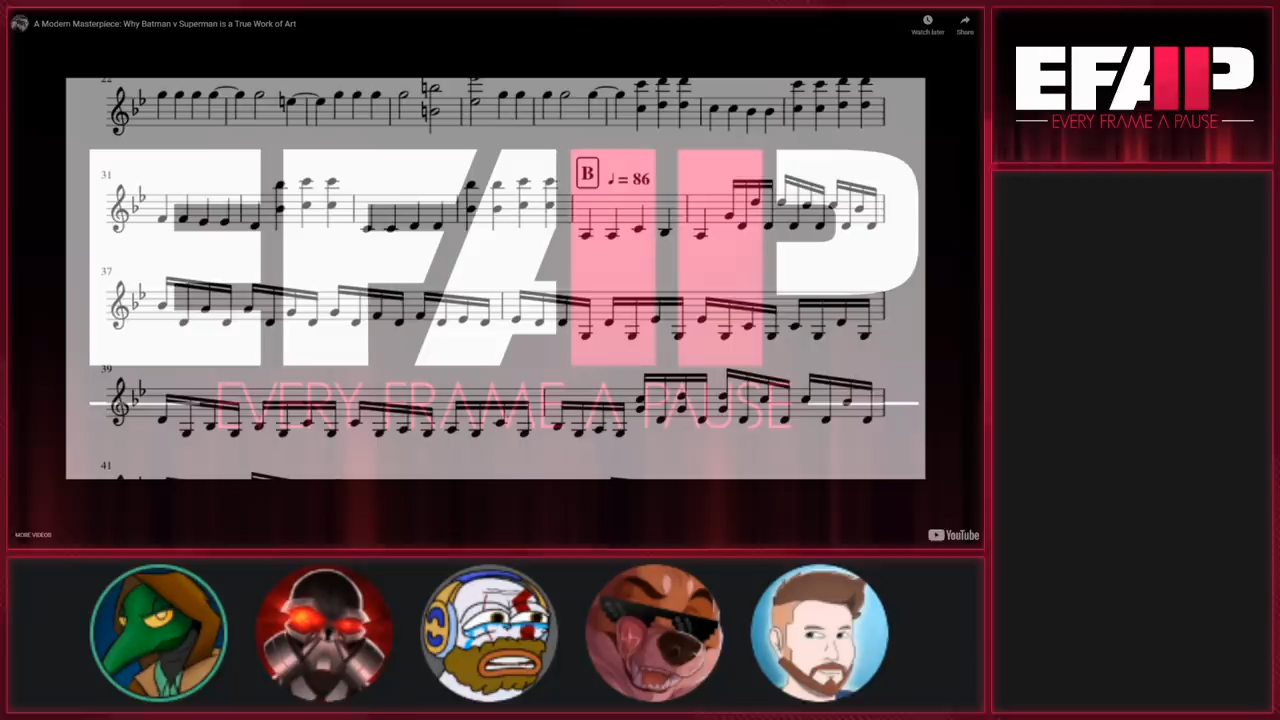 A Modern Masterpiece: Why Batman v Superman is a True Work of Art
Watch later
Share
EFAP
EVERY FRAME A PAUSE
31
B ♩= 86
EFAP
37
39
EVERY FRAME A PAUSE
41
MORE VIDEOS
YouTube